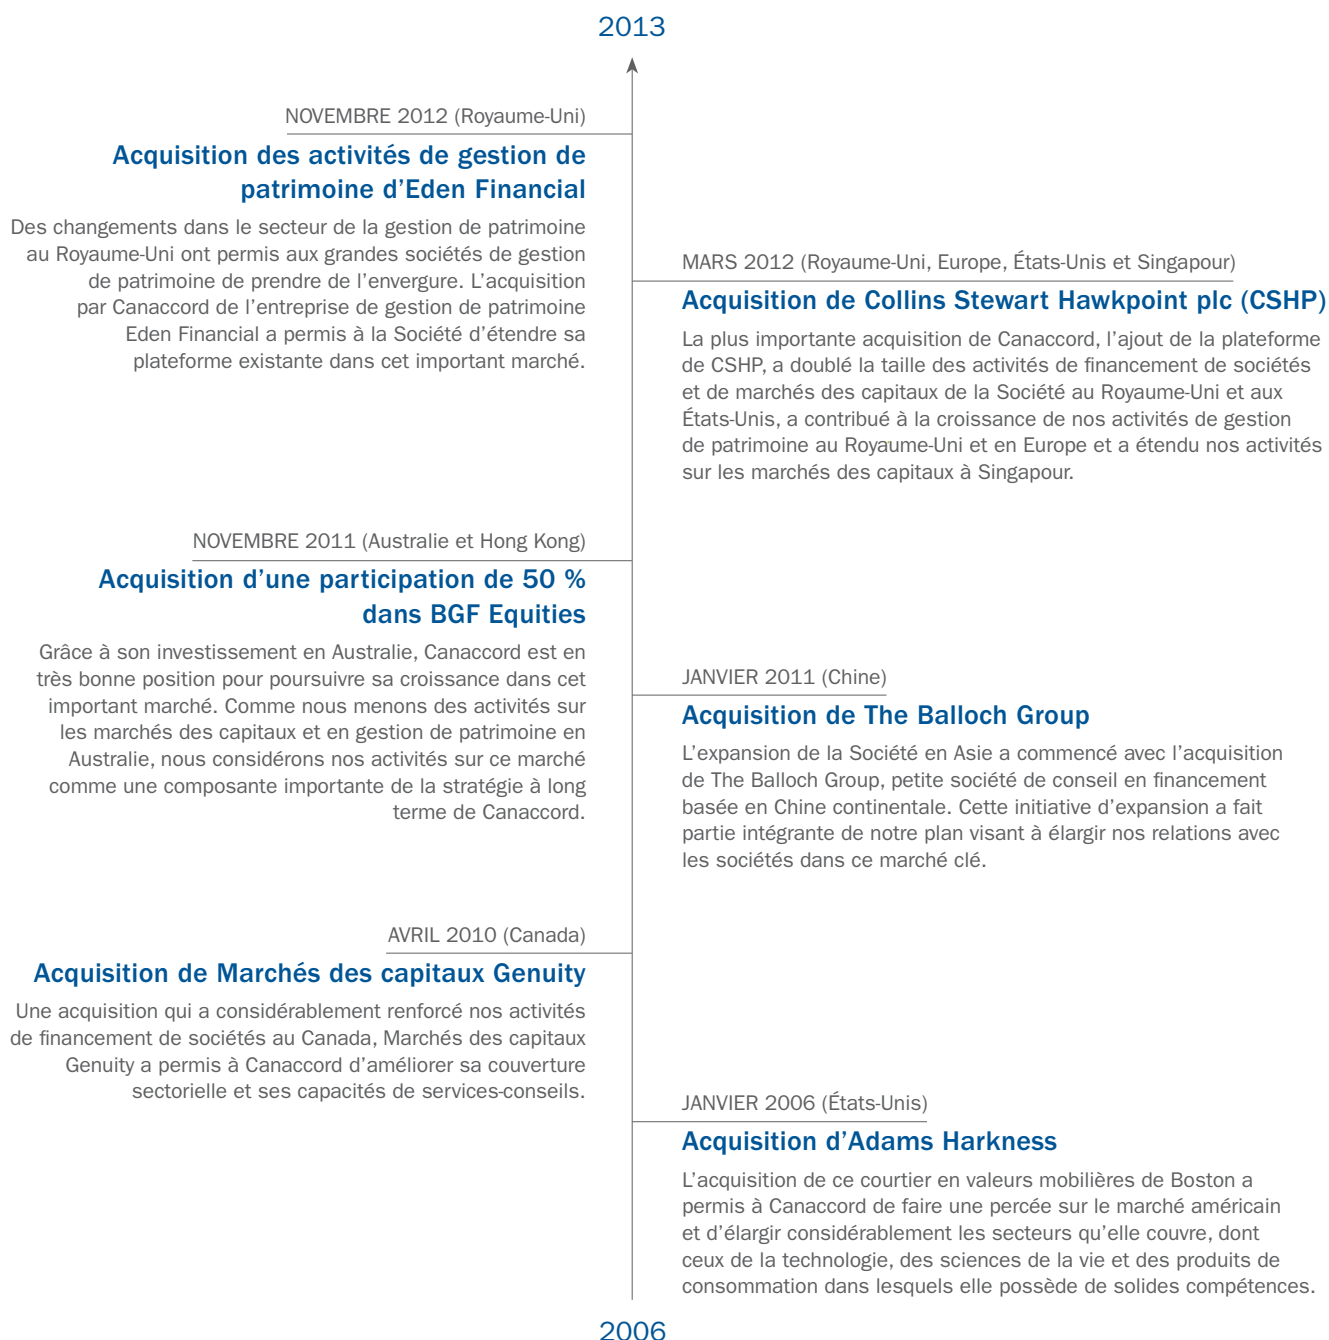 2013
NOVEMBRE 2012 (Royaume-Uni)
Acquisition des activités de gestion de
patrimoine d’Eden Financial
Des changements dans le secteur de la gestion de patrimoine
au Royaume-Uni ont permis aux grandes sociétés de gestion
de patrimoine de prendre de l’envergure. L’acquisition
par Canaccord de l’entreprise de gestion de patrimoine
Eden Financial a permis à la Société d’étendre sa
plateforme existante dans cet important marché.
MARS 2012 (Royaume-Uni, Europe, États-Unis et Singapour)
Acquisition de Collins Stewart Hawkpoint plc (CSHP)
La plus importante acquisition de Canaccord, l’ajout de la plateforme
de CSHP, a doublé la taille des activités de financement de sociétés
et de marchés des capitaux de la Société au Royaume-Uni et aux
États-Unis, a contribué à la croissance de nos activités de gestion
de patrimoine au Royaume-Uni et en Europe et a étendu nos activités
sur les marchés des capitaux à Singapour.
NOVEMBRE 2011 (Australie et Hong Kong)
Acquisition d’une participation de 50 %
dans BGF Equities
Grâce à son investissement en Australie, Canaccord est en
très bonne position pour poursuivre sa croissance dans cet
important marché. Comme nous menons des activités sur
les marchés des capitaux et en gestion de patrimoine en
Australie, nous considérons nos activités sur ce marché
comme une composante importante de la stratégie à long
terme de Canaccord.
JANVIER 2011 (Chine)
Acquisition de The Balloch Group
L’expansion de la Société en Asie a commencé avec l’acquisition
de The Balloch Group, petite société de conseil en financement
basée en Chine continentale. Cette initiative d’expansion a fait
partie intégrante de notre plan visant à élargir nos relations avec
les sociétés dans ce marché clé.
AVRIL 2010 (Canada)
Acquisition de Marchés des capitaux Genuity
Une acquisition qui a considérablement renforcé nos activités
de financement de sociétés au Canada, Marchés des capitaux
Genuity a permis à Canaccord d’améliorer sa couverture
sectorielle et ses capacités de services-conseils.
JANVIER 2006 (États-Unis)
Acquisition d’Adams Harkness
L’acquisition de ce courtier en valeurs mobilières de Boston a
permis à Canaccord de faire une percée sur le marché américain
et d’élargir considérablement les secteurs qu’elle couvre, dont
ceux de la technologie, des sciences de la vie et des produits de
consommation dans lesquels elle possède de solides compétences.
2006